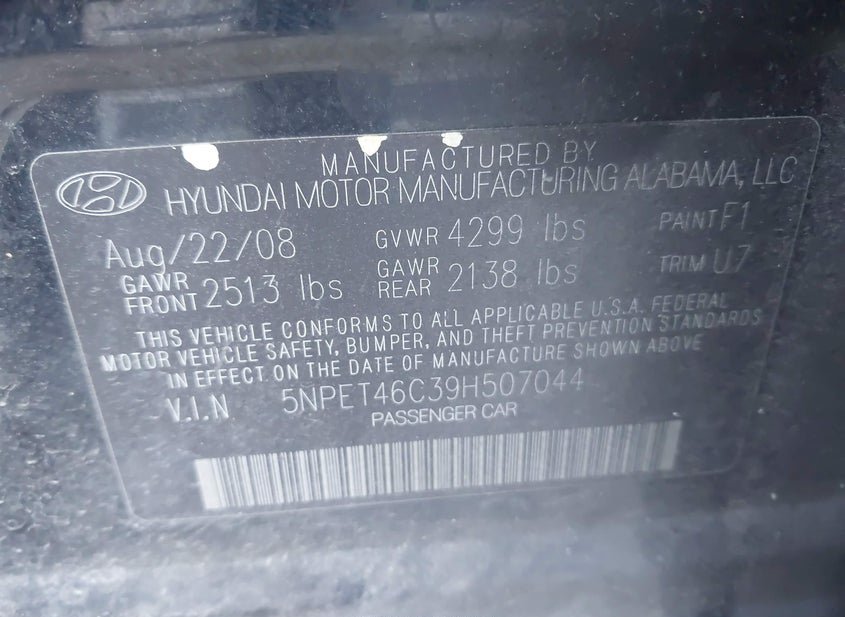 MANUFACTURED BY
HYUNDAI MOTOR MANUFACTURING ALABAMA, LLC
Aug/22/08 GVWR 4299 lbs PAINT F1
GAWR FRONT 2513 lbs GAWR REAR 2138 lbs TRIM U7
THIS VEHICLE CONFORMS TO ALL APPLICABLE U.S.A. FEDERAL
MOTOR VEHICLE SAFETY, BUMPER, AND THEFT PREVENTION STANDARDS
IN EFFECT ON THE DATE OF MANUFACTURE SHOWN ABOVE
V.I.N 5NPET46C39H507044
PASSENGER CAR